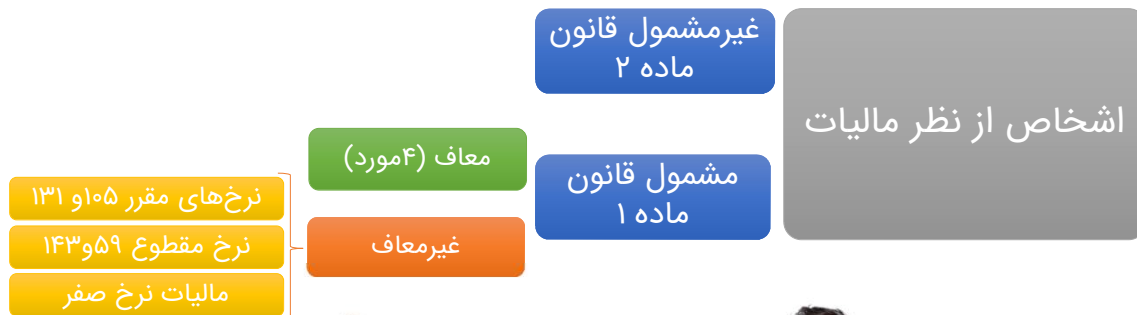 اشخاص از نظر مالیات
غیرمشمول قانون
ماده ۲
مشمول قانون
ماده ۱
معاف (۴مورد)
غیرمعاف
نرخ‌های مقرر ۱۰۵و ۱۳۱
نرخ مقطوع ۵۹و۱۴۳
مالیات نرخ صفر